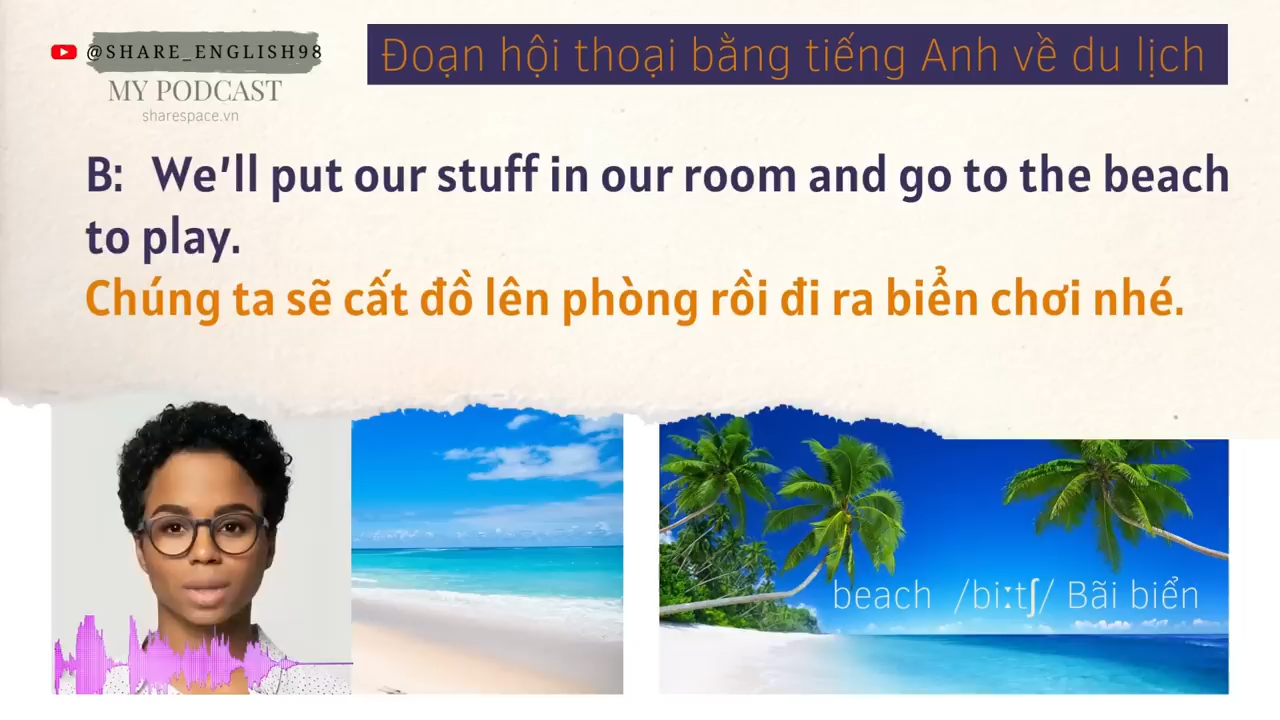 @SHARE_ENGLISH98
MY PODCAST
sharespace.vn
Đoạn hội thoại bằng tiếng Anh về du lịch
B: We'll put our stuff in our room and go to the beach
to play.
Chúng ta sẽ cất đồ lên phòng rồi đi ra biển chơi nhé.
beach /biːtʃ/ Bãi biển